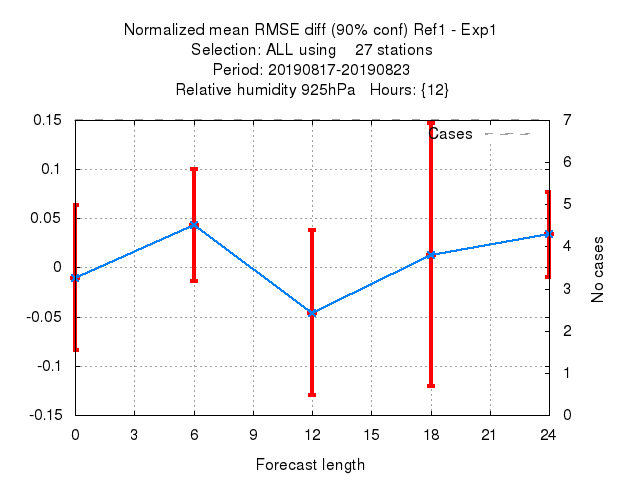 Normalized mean RMSE diff (90% conf) Ref1 - Exp1
Selection: ALL using    27 stations
Period: 20190817-20190823
Relative humidity 925hPa   Hours: {12}
Cases
0.15
0.1
0.05
0
-0.05
-0.1
-0.15
7
6
5
4
3
2
1
0
No cases
0 3 6 9 12 15 18 21 24
Forecast length